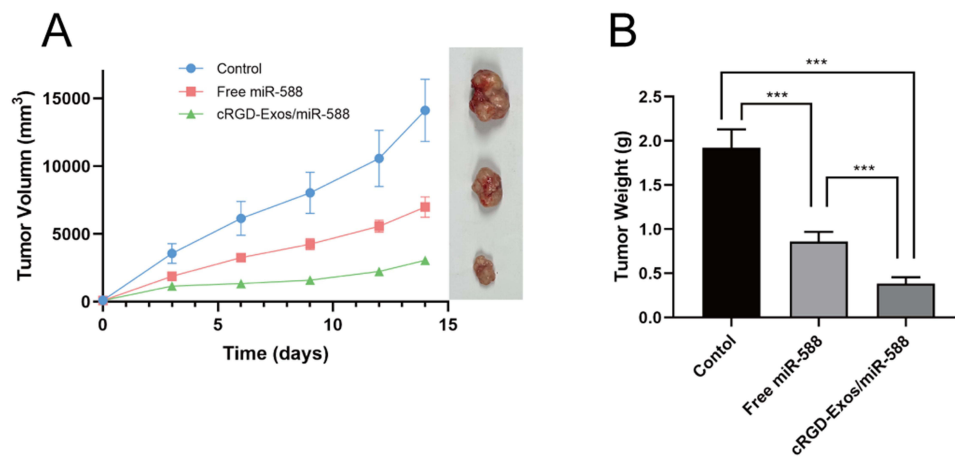 A
Control
Free miR-588
cRGD-Exos/miR-588
Tumor Volumn (mm³)
15000
10000
5000
0
0
5
10
15
Time (days)
B
***
***
***
Tumor Weight (g)
2.5
2.0
1.5
1.0
0.5
0.0
Contol
Free miR-588
cRGD-Exos/miR-588